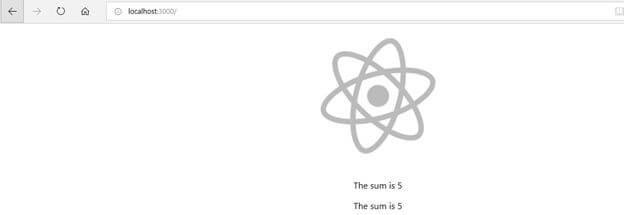 localhost:3000/
The sum is 5
The sum is 5